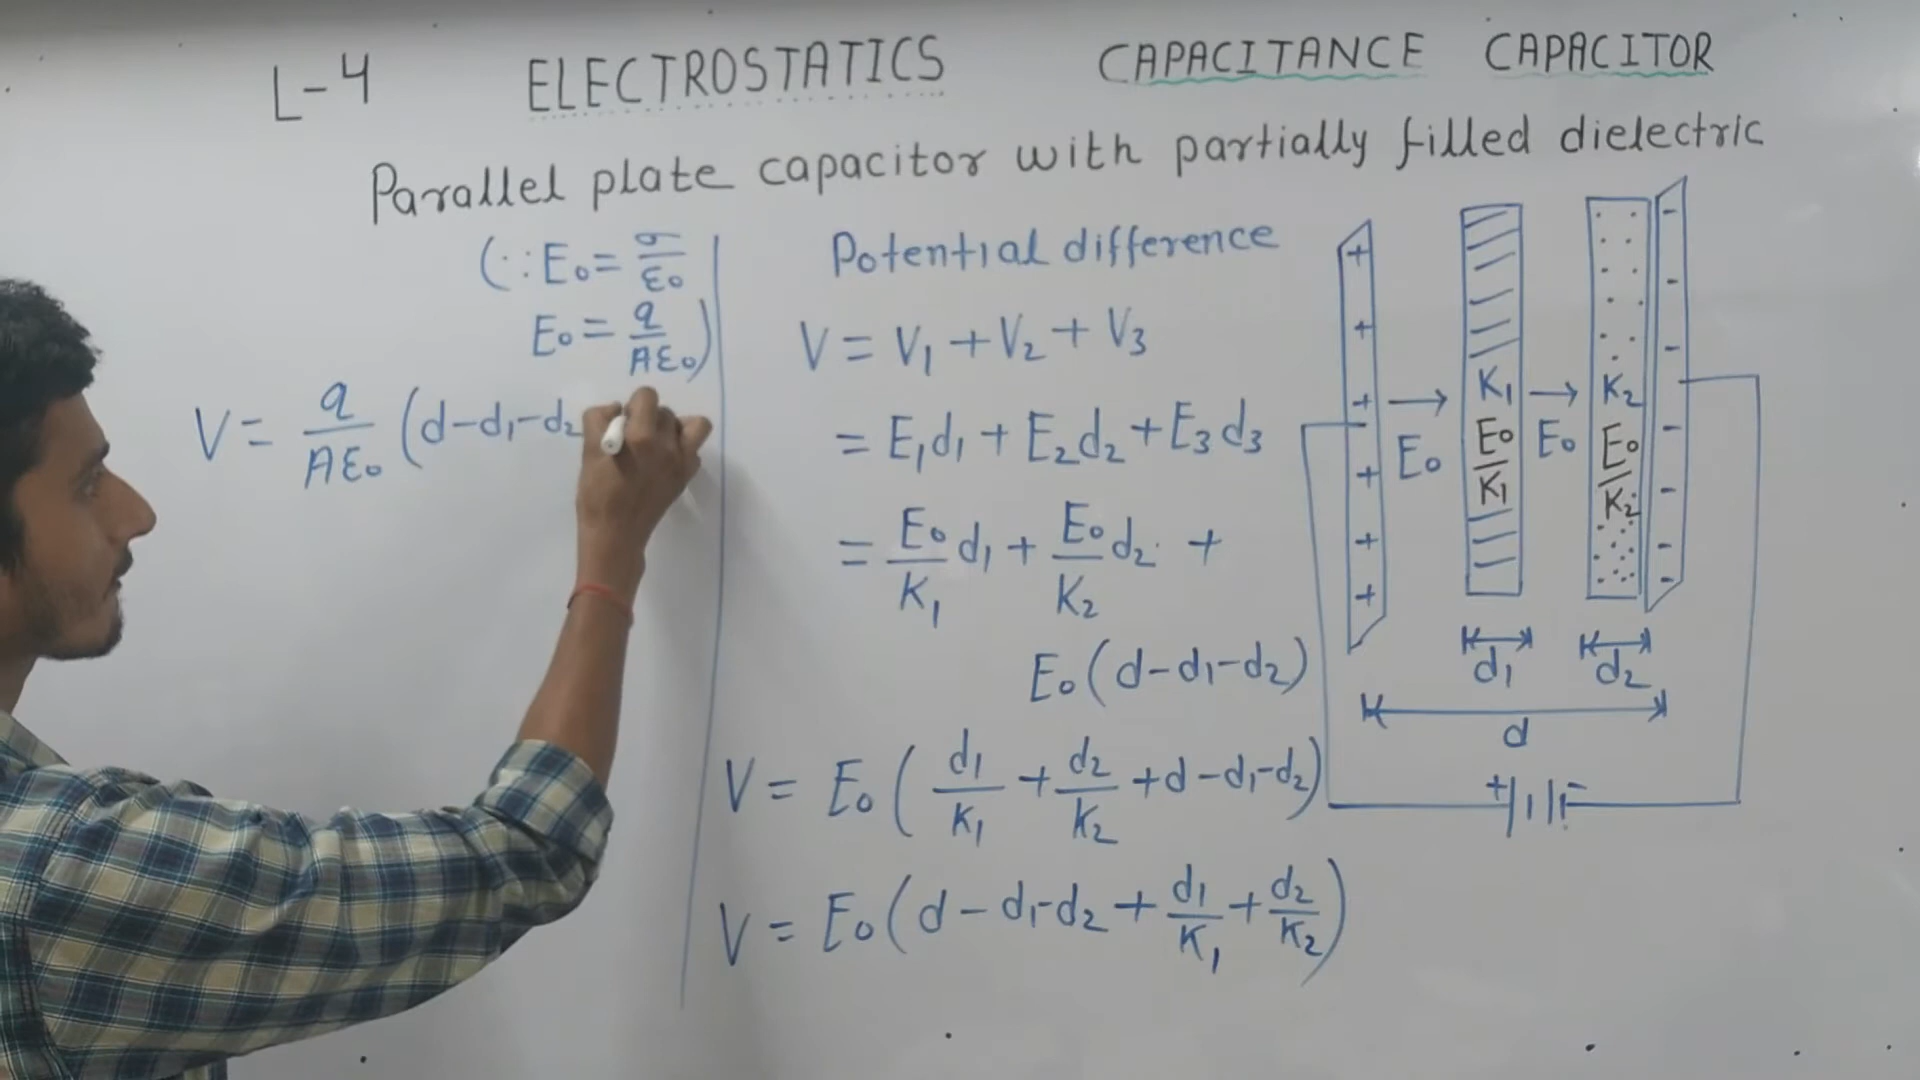 L-4 ELECTROSTATICS CAPACITANCE CAPACITOR
Parallel plate capacitor with partially filled dielectric
(∵E₀ = σ/ε₀
E₀ = q/Aε₀)
V = q/Aε₀ (d-d₁-d₂
Potential difference
V = V₁ + V₂ + V₃
= E₁d₁ + E₂d₂ + E₃d₃
= E₀/K₁ d₁ + E₀/K₂ d₂ +
E₀(d-d₁-d₂)
V = E₀(d₁/K₁ + d₂/K₂ + d-d₁-d₂)
V = E₀(d-d₁-d₂ + d₁/K₁ + d₂/K₂)
+ + + + + +
→ E₀
K₁
E₀/K₁
→ E₀
K₂
E₀/K₂
- - - - - - -
d₁
d₂
d
+ -